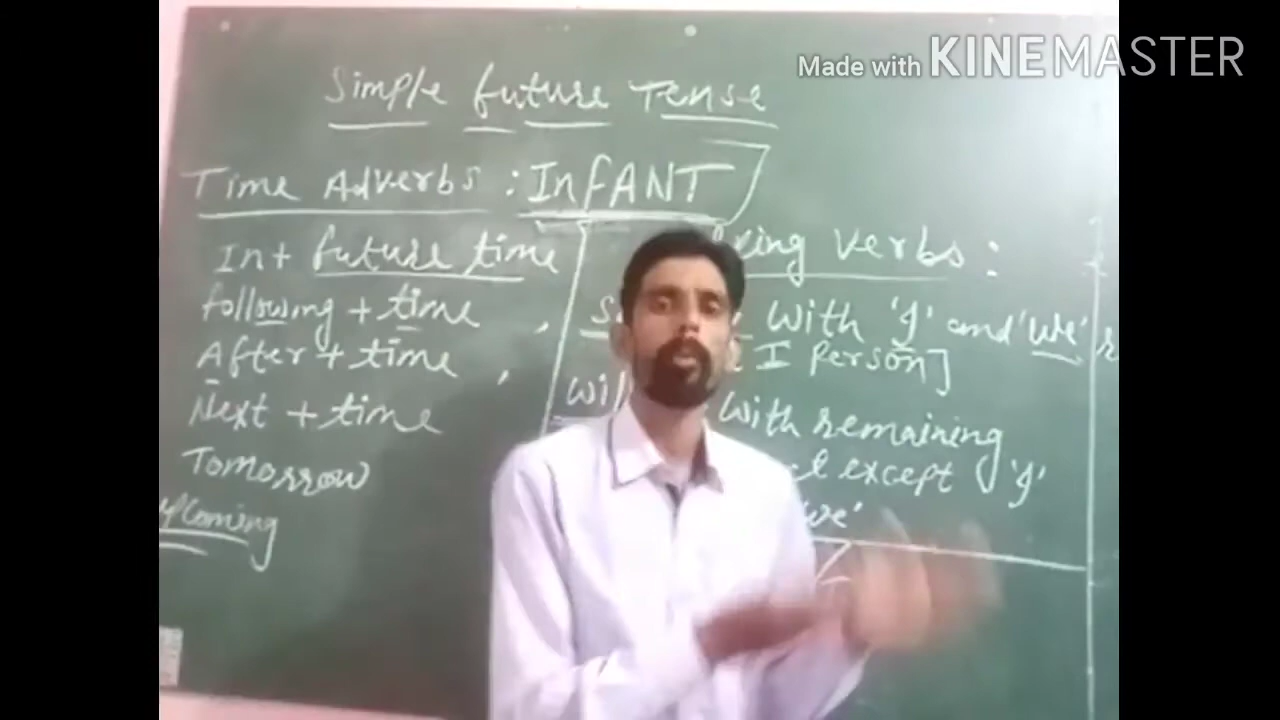 Made with KINEMASTER
Simple future Tense
Time Adverbs : InFANT
In+ future time
following + time ,
After + time ,
Next + time
Tomorrow
coming
verbs :
with 'I' and 'we'
I Person]
with remaining
except 'I'
'we'